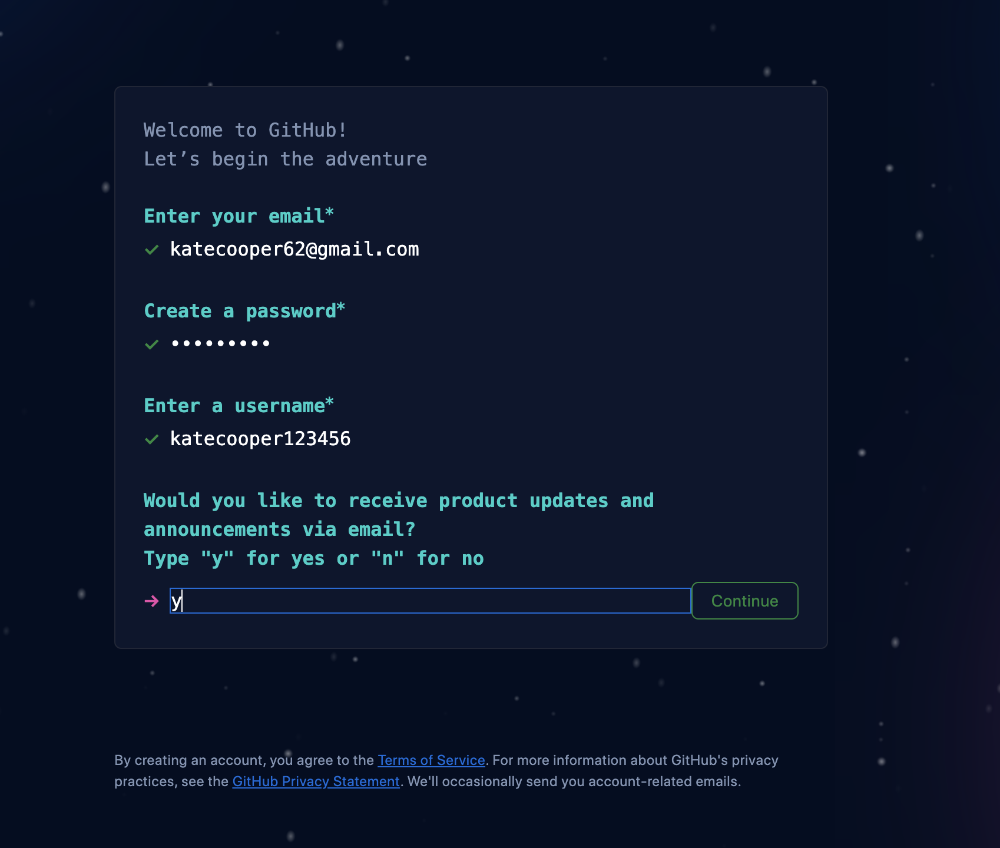 Welcome to GitHub!
Let’s begin the adventure
Enter your email*
katecooper62@gmail.com
Create a password*
•••••••••
Enter a username*
katecooper123456
Would you like to receive product updates and
announcements via email?
Type "y" for yes or "n" for no
y
Continue
By creating an account, you agree to the Terms of Service. For more information about GitHub's privacy
practices, see the GitHub Privacy Statement. We'll occasionally send you account-related emails.